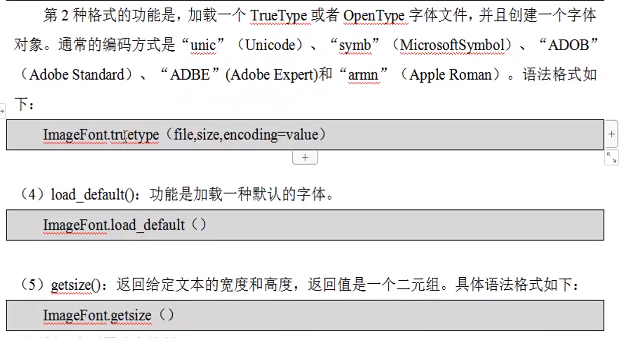 第 2 种格式的功能是，加载一个 TrueType 或者 OpenType 字体文件，并且创建一个字体
对象。通常的编码方式是“unic”（Unicode）、“symb”（MicrosoftSymbol）、“ADOB”
（Adobe Standard）、“ADBE”(Adobe Expert)和“armn”（Apple Roman）。语法格式如
下：
ImageFont.truetype（file,size,encoding=value）
（4）load_default()：功能是加载一种默认的字体。
ImageFont.load_default（）
（5）getsize()：返回给定文本的宽度和高度，返回值是一个二元组。具体语法格式如下：
ImageFont.getsize（）